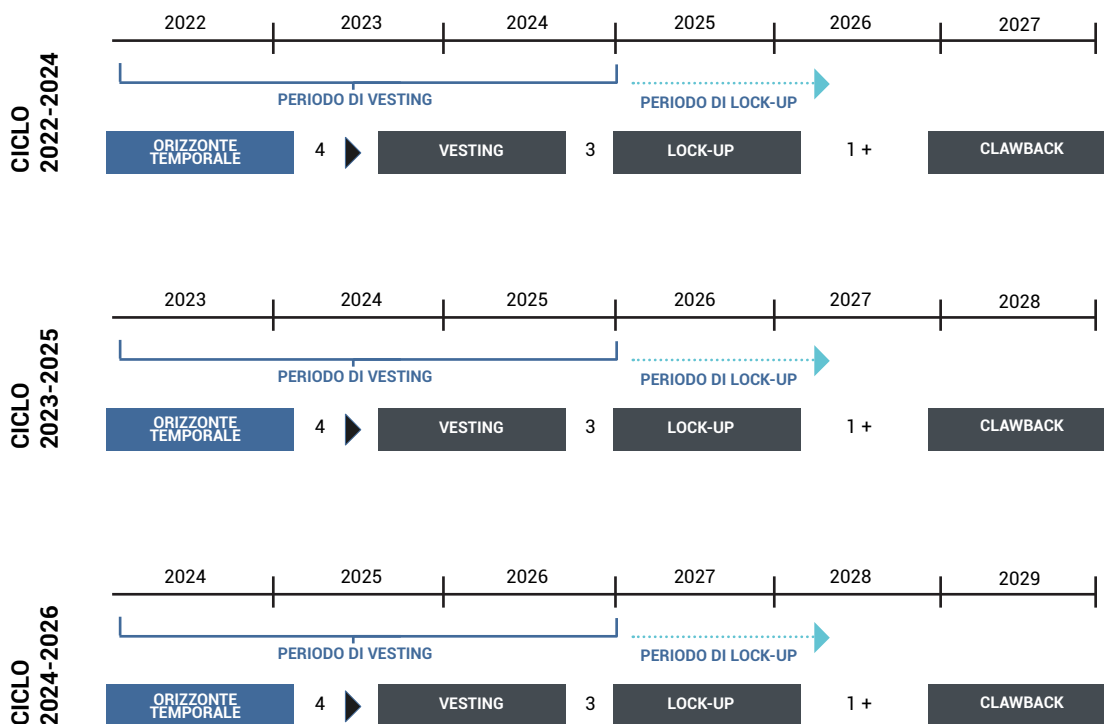 2022 2023 2024 2025 2026 2027
CICLO
2022-2024
PERIODO DI VESTING PERIODO DI LOCK-UP
ORIZZONTE
TEMPORALE
4 VESTING 3 LOCK-UP 1 + CLAWBACK
2023 2024 2025 2026 2027 2028
CICLO
2023-2025
PERIODO DI VESTING PERIODO DI LOCK-UP
ORIZZONTE
TEMPORALE
4 VESTING 3 LOCK-UP 1 + CLAWBACK
2024 2025 2026 2027 2028 2029
CICLO
2024-2026
PERIODO DI VESTING PERIODO DI LOCK-UP
ORIZZONTE
TEMPORALE
4 VESTING 3 LOCK-UP 1 + CLAWBACK